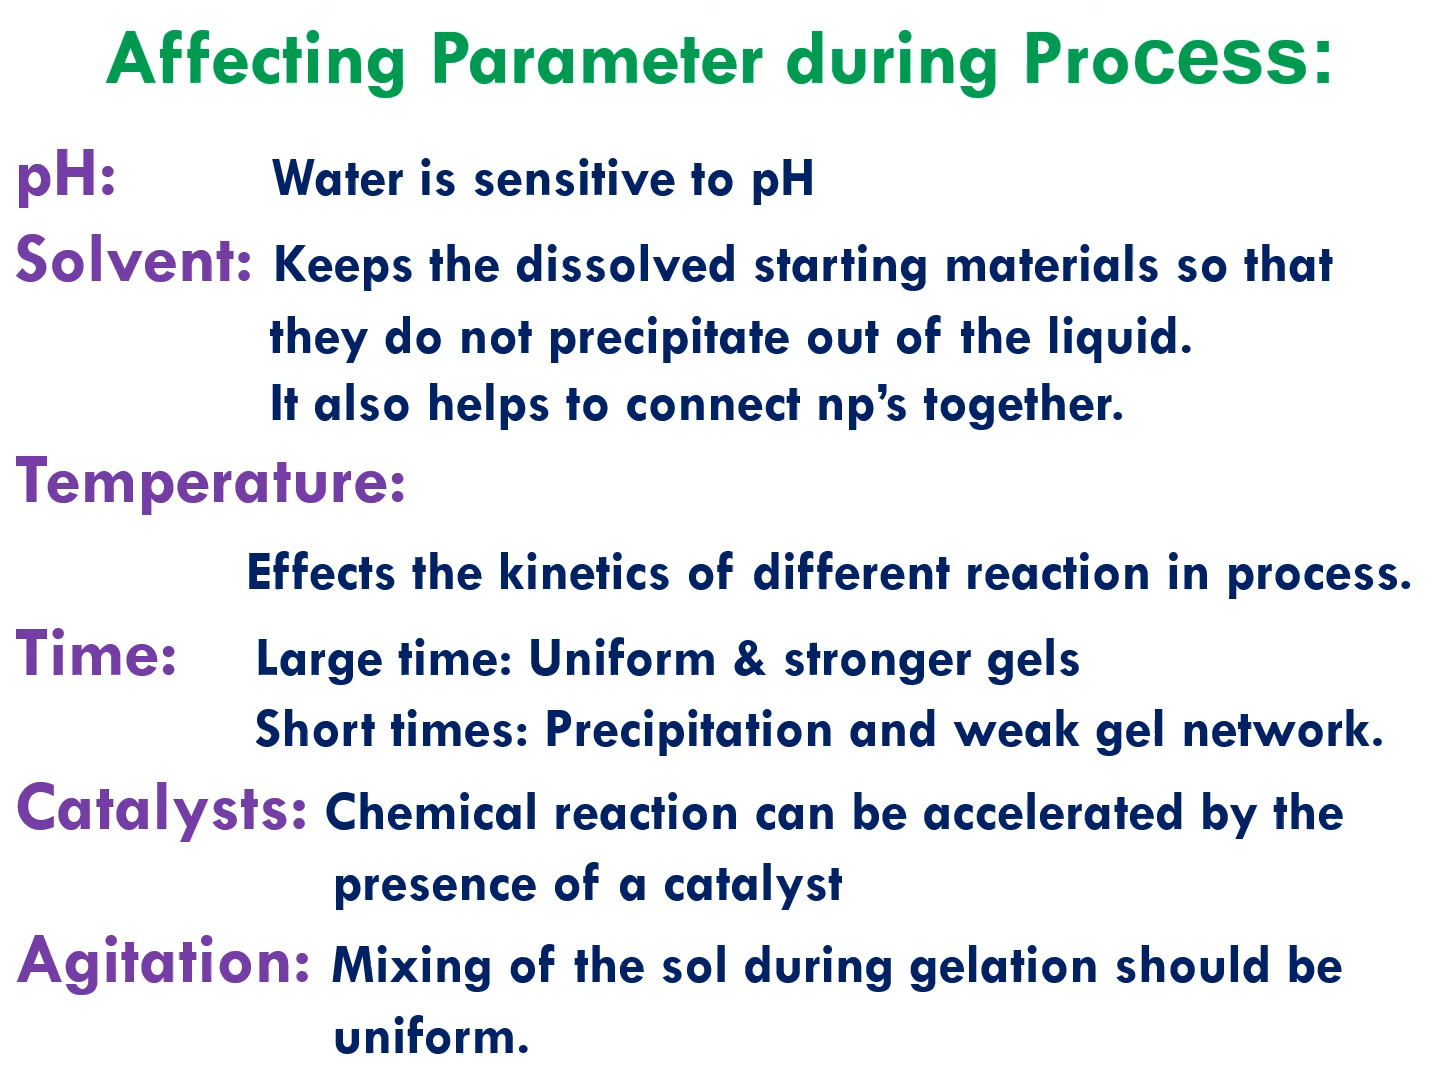 Affecting Parameter during Process:
pH: Water is sensitive to pH
Solvent: Keeps the dissolved starting materials so that
they do not precipitate out of the liquid.
It also helps to connect np’s together.
Temperature:
Effects the kinetics of different reaction in process.
Time: Large time: Uniform & stronger gels
Short times: Precipitation and weak gel network.
Catalysts: Chemical reaction can be accelerated by the
presence of a catalyst
Agitation: Mixing of the sol during gelation should be
uniform.